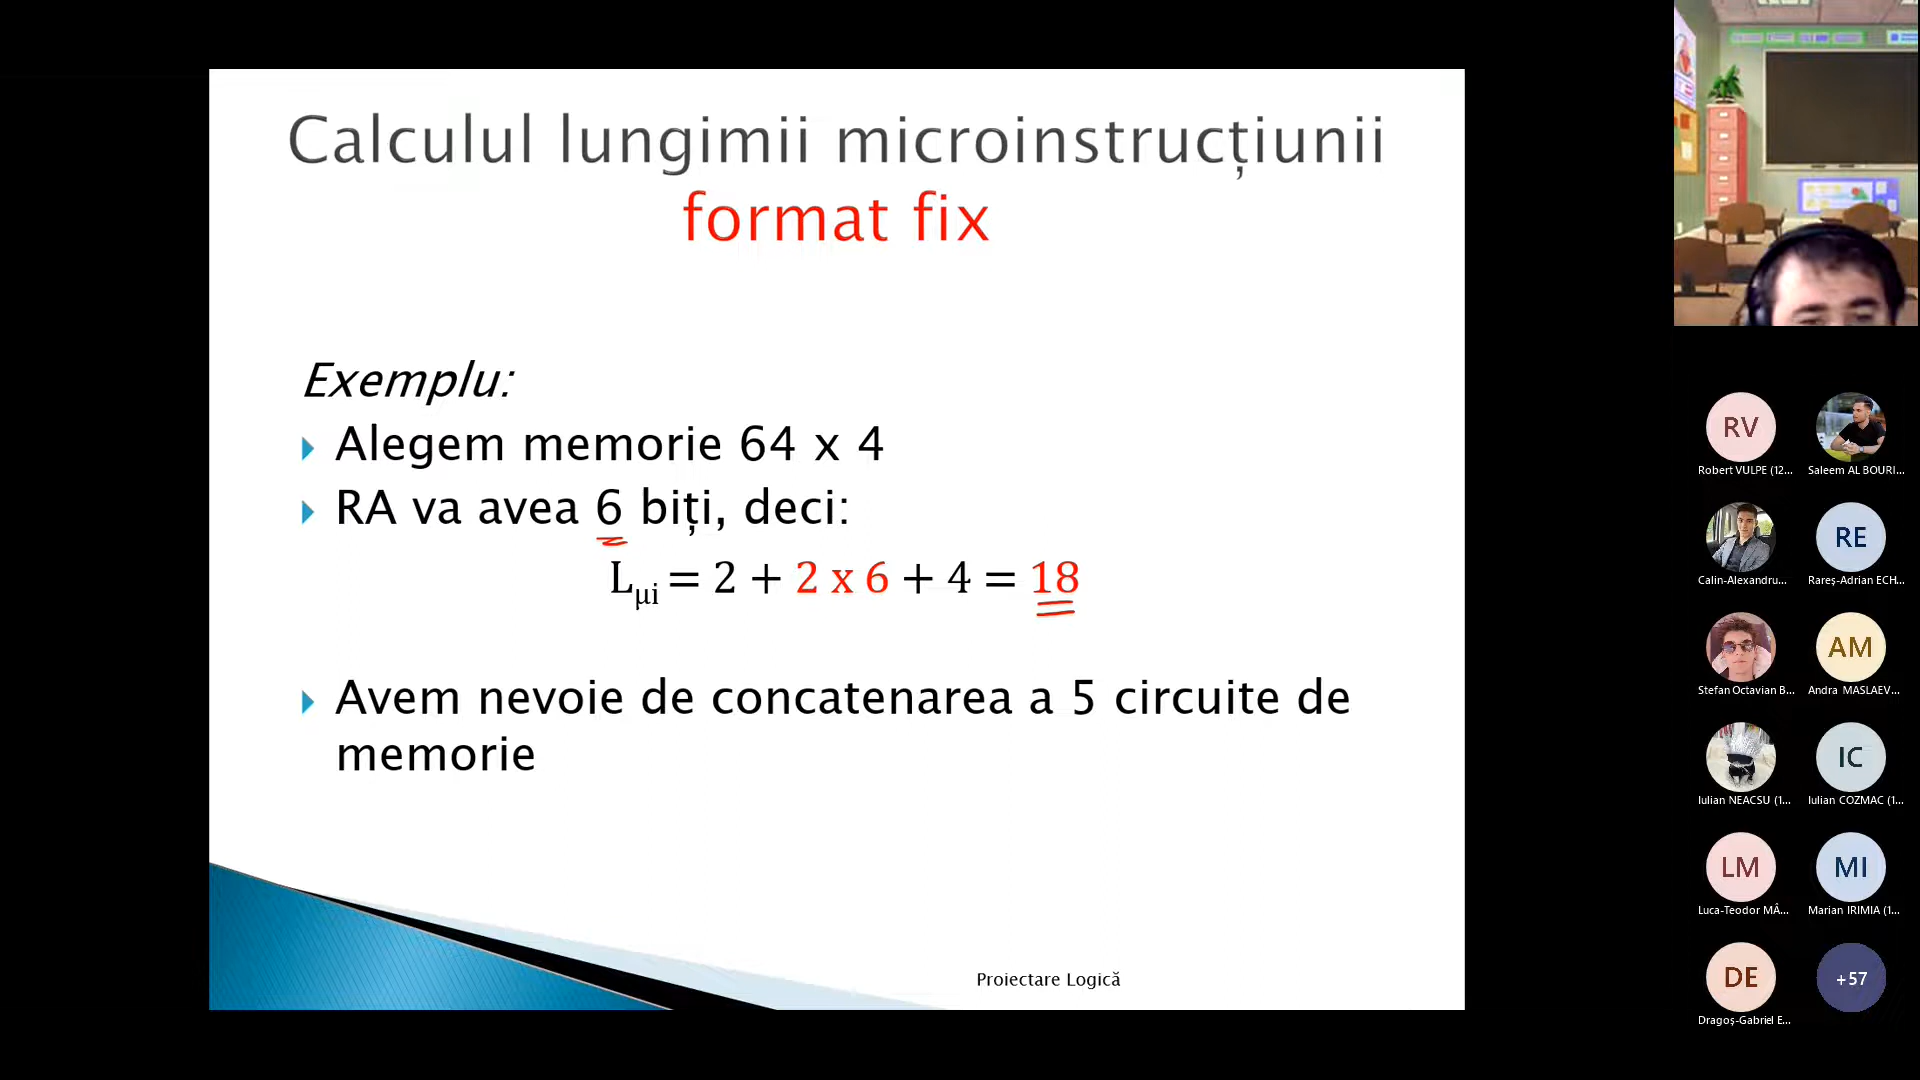 Calculul lungimii microinstrucțiunii
format fix
Exemplu:
Alegem memorie 64 x 4
RA va avea 6 biți, deci:
Lμi = 2 + 2 x 6 + 4 = 18
Avem nevoie de concatenarea a 5 circuite de
memorie
Proiectare Logică
RV
Robert VULPE (12...
Saleem AL BOURI...
Calin-Alexandru...
RE
Rareș-Adrian ECH...
Stefan Octavian B...
AM
Andra MASLAEV...
Iulian NEACSU (1...
IC
Iulian COZMAC (1...
LM
Luca-Teodor MÂ...
MI
Marian IRIMIA (1...
DE
Dragoș-Gabriel E...
+57